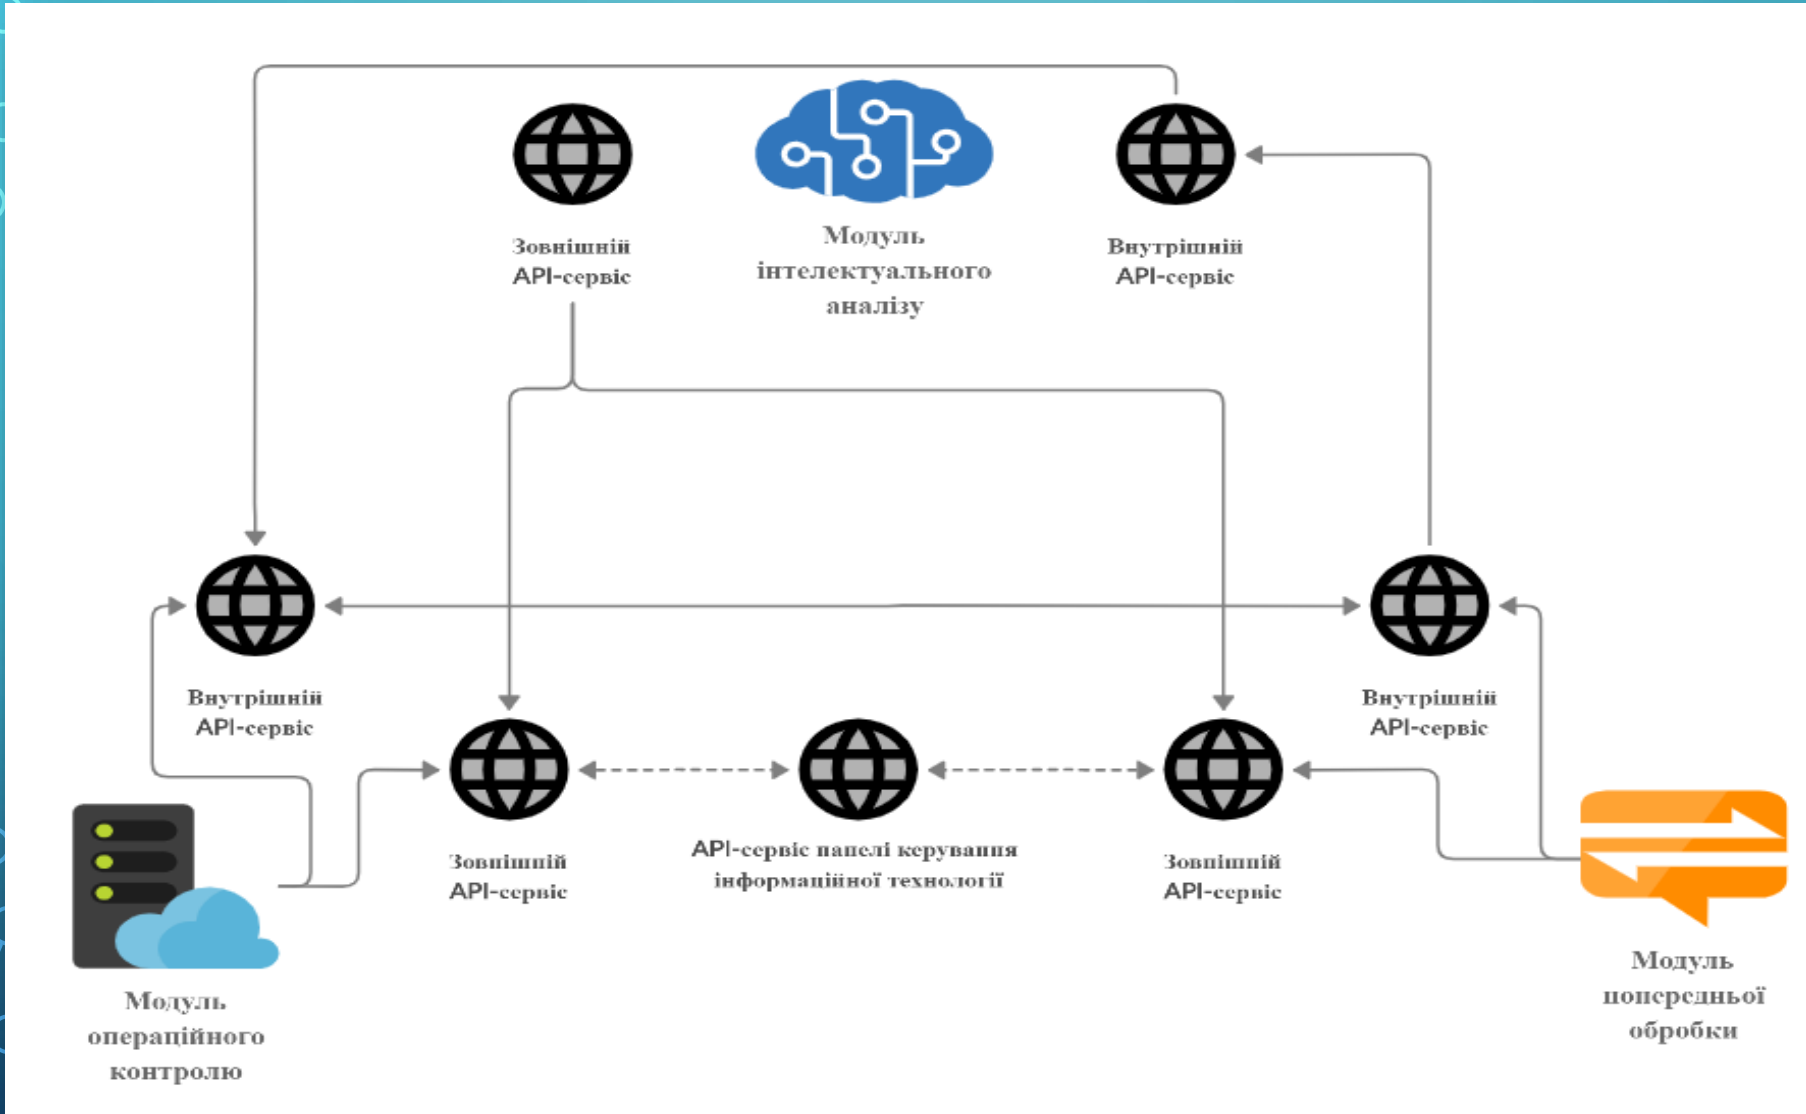 Зовнішній
API-сервіс
Модуль
інтелектуального
аналізу
Внутрішній
API-сервіс
Внутрішній
API-сервіс
Внутрішній
API-сервіс
Зовнішній
API-сервіс
API-сервіс панелі керування
інформаційної технології
Зовнішній
API-сервіс
Модуль
операційного
контролю
Модуль
попередньої
обробки